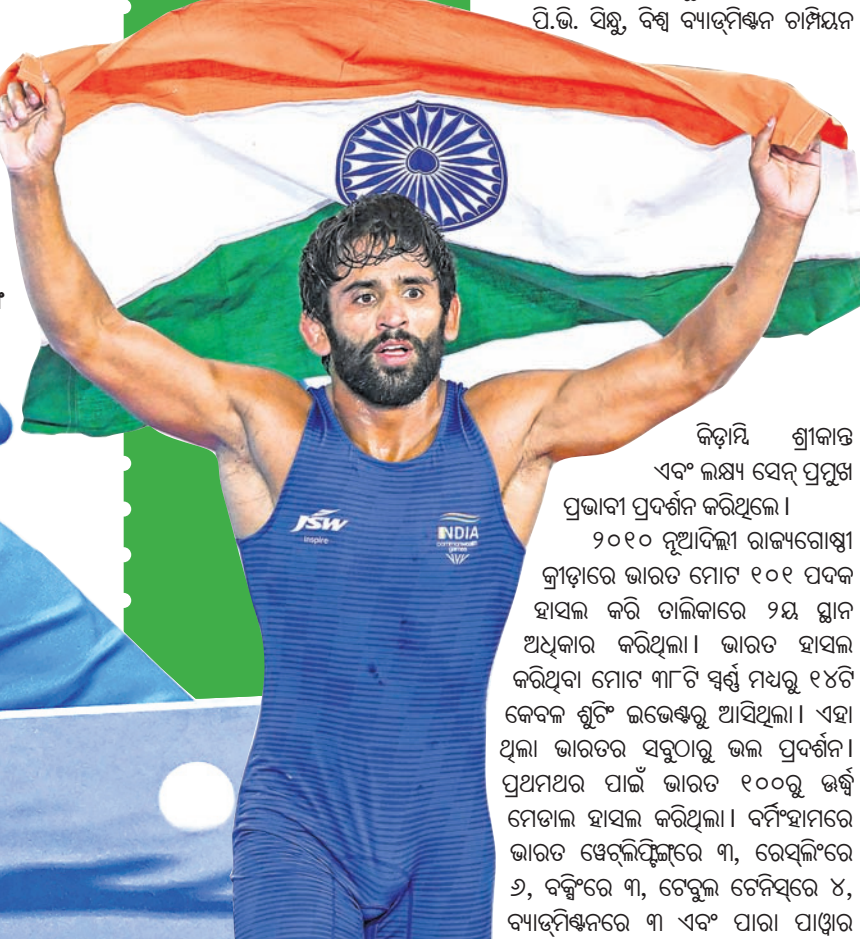 ପି.ଭି. ସିନ୍ଧୁ, ବିଶ୍ୱ ବ୍ୟାଡ୍‌ମିଣ୍ଟନ ଚାମ୍ପିୟନ
କିଡ଼ାମ୍ବି ଶ୍ରୀକାନ୍ତ
ଏବଂ ଲକ୍ଷ୍ୟ ସେନ୍ ପ୍ରମୁଖ
ପ୍ରଭାବୀ ପ୍ରଦର୍ଶନ କରିଥିଲେ।
୨୦୧୦ ନୂଆଦିଲ୍ଲୀ ରାଜ୍ୟଗୋଷ୍ଠୀ
କ୍ରୀଡ଼ାରେ ଭାରତ ମୋଟ ୧୦୧ ପଦକ
ହାସଲ କରି ତାଲିକାରେ ୨ୟ ସ୍ଥାନ
ଅଧିକାର କରିଥିଲା। ଭାରତ ହାସଲ
କରିଥିବା ମୋଟ ୩୮ଟି ସ୍ୱର୍ଣ୍ଣ ମଧ୍ୟରୁ ୧୪ଟି
କେବଳ ଶୁଟିଂ ଇଭେଣ୍ଟରୁ ଆସିଥିଲା। ଏହା
ଥିଲା ଭାରତର ସବୁଠାରୁ ଭଲ ପ୍ରଦର୍ଶନ।
ପ୍ରଥମଥର ପାଇଁ ଭାରତ ୧୦୦ରୁ ଊର୍ଦ୍ଧ୍ୱ
ମେଡାଲ ହାସଲ କରିଥିଲା। ବର୍ମିଂହାମରେ
ଭାରତ ୱେଟ୍‌ଲିଫ୍ଟିଙ୍ଗ୍‌ରେ ୩, ରେସ୍‌ଲିଂରେ
୬, ବକ୍ସିଂରେ ୩, ଟେବୁଲ ଟେନିସ୍‌ରେ ୪,
ବ୍ୟାଡ୍‌ମିଣ୍ଟନରେ ୩ ଏବଂ ପାରା ପାୱାର
JSW
inspire
INDIA
commonwealth
games